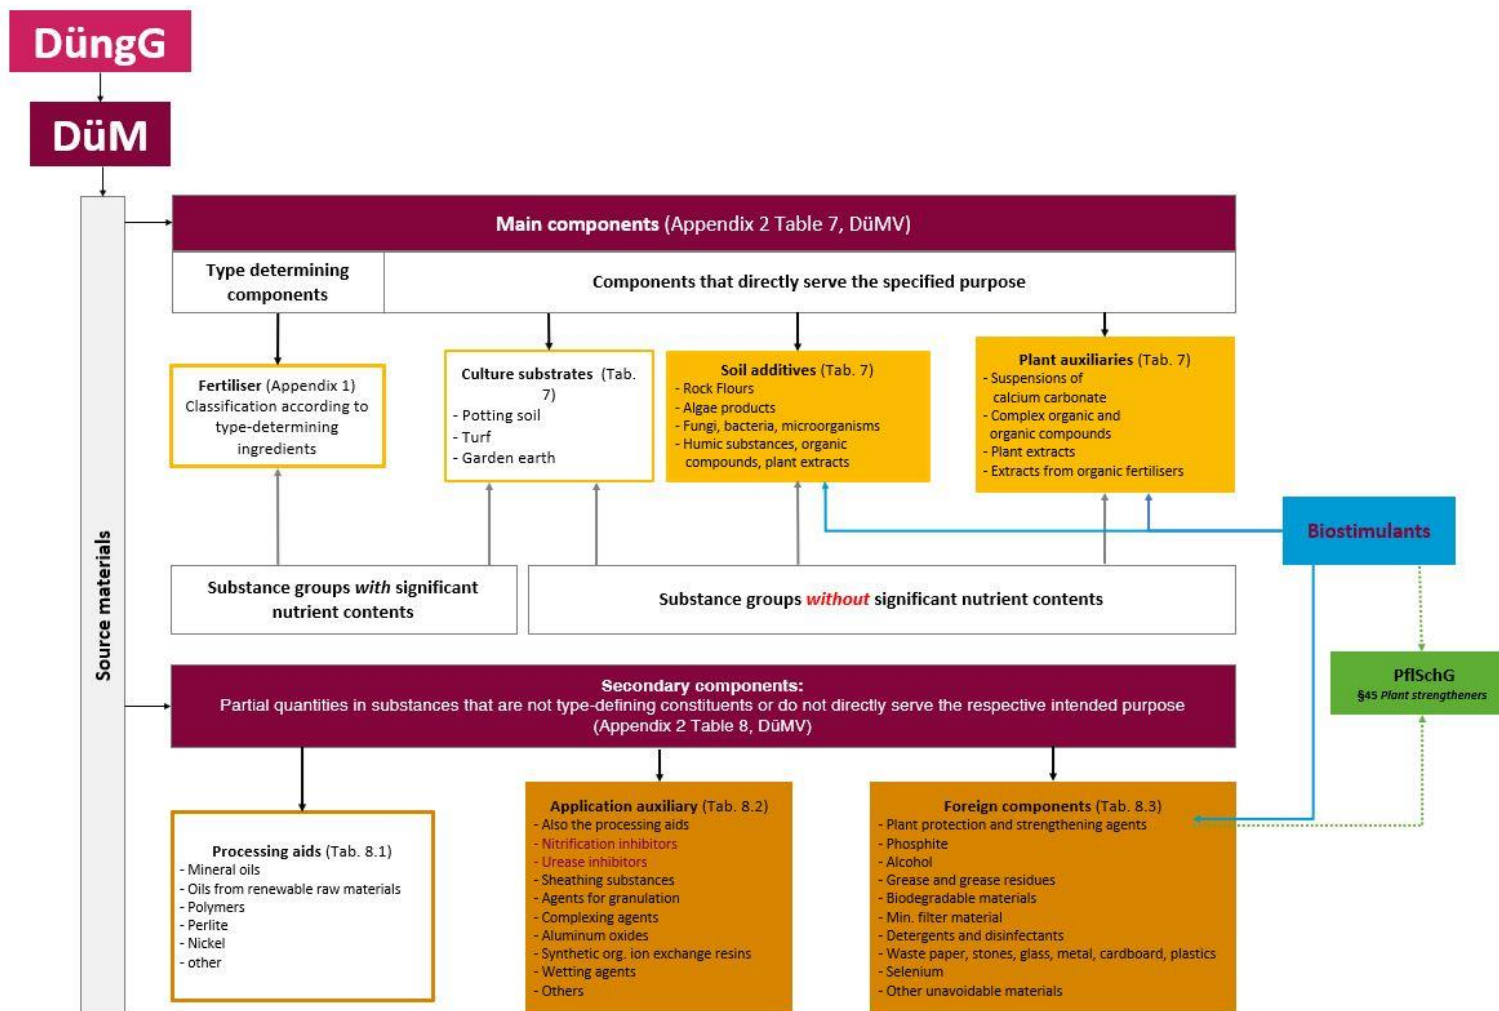 DüngG
DüM
Source materials
Main components (Appendix 2 Table 7, DüMV)
Type determining
components
Components that directly serve the specified purpose
Fertiliser (Appendix 1)
Classification according to
type-determining
ingredients
Culture substrates (Tab.
7)
- Potting soil
- Turf
- Garden earth
Soil additives (Tab. 7)
- Rock Flours
- Algae products
- Fungi, bacteria, microorganisms
- Humic substances, organic
compounds, plant extracts
Plant auxiliaries (Tab. 7)
- Suspensions of
calcium carbonate
- Complex organic and
organic compounds
- Plant extracts
- Extracts from organic fertilisers
Biostimulants
Substance groups with significant
nutrient contents
Substance groups without significant nutrient contents
PflSchG
§45 Plant strengtheners
Secondary components:
Partial quantities in substances that are not type-defining constituents or do not directly serve the respective intended purpose
(Appendix 2 Table 8, DüMV)
Processing aids (Tab. 8.1)
- Mineral oils
- Oils from renewable raw materials
- Polymers
- Perlite
- Nickel
- other
Application auxiliary (Tab. 8.2)
- Also the processing aids
- Nitrification inhibitors
- Urease inhibitors
- Sheathing substances
- Agents for granulation
- Complexing agents
- Aluminum oxides
- Synthetic org. ion exchange resins
- Wetting agents
- Others
Foreign components (Tab. 8.3)
- Plant protection and strengthening agents
- Phosphite
- Alcohol
- Grease and grease residues
- Biodegradable materials
- Min. filter material
- Detergents and disinfectants
- Waste paper, stones, glass, metal, cardboard, plastics
- Selenium
- Other unavoidable materials